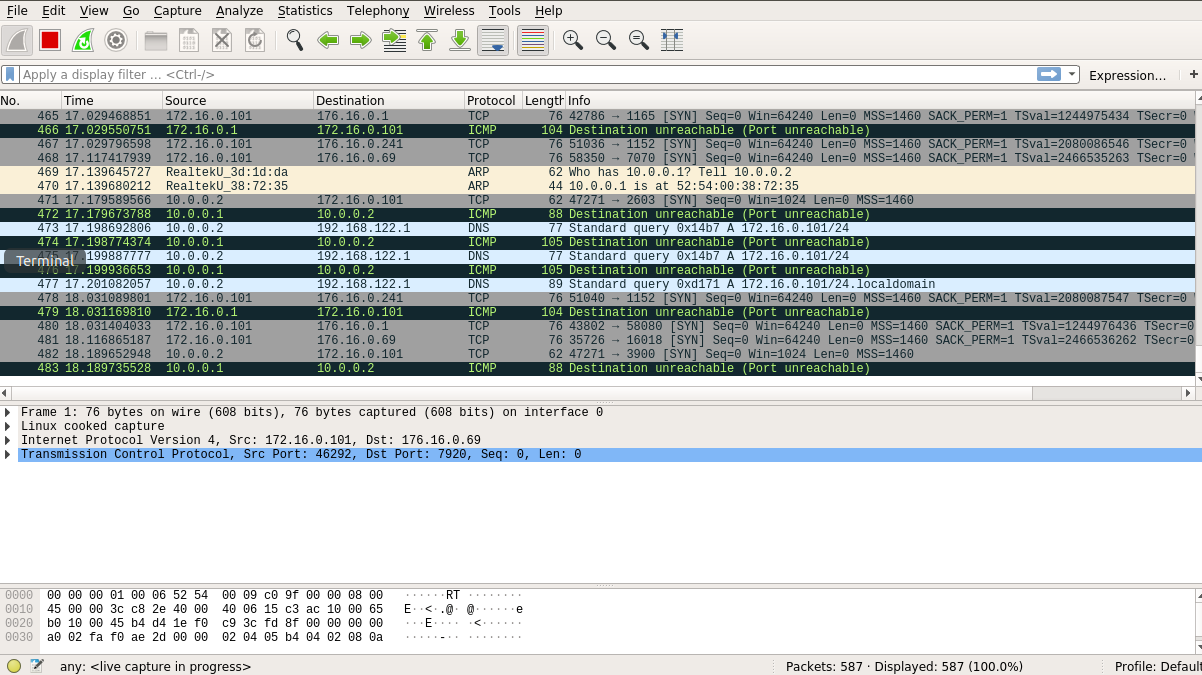 File Edit View Go Capture Analyze Statistics Telephony Wireless Tools Help
Apply a display filter ... <Ctrl-/> Expression... +
No. Time Source Destination Protocol Length Info
465 17.029468851 172.16.0.101 176.16.0.1 TCP 76 42786 → 1165 [SYN] Seq=0 Win=64240 Len=0 MSS=1460 SACK_PERM=1 TSval=1244975434 TSecr=0
466 17.029550751 172.16.0.1 172.16.0.101 ICMP 104 Destination unreachable (Port unreachable)
467 17.029796598 172.16.0.101 176.16.0.241 TCP 76 51036 → 1152 [SYN] Seq=0 Win=64240 Len=0 MSS=1460 SACK_PERM=1 TSval=2080086546 TSecr=0
468 17.117417939 172.16.0.101 176.16.0.69 TCP 76 58350 → 7070 [SYN] Seq=0 Win=64240 Len=0 MSS=1460 SACK_PERM=1 TSval=2466535263 TSecr=0
469 17.139645727 RealtekU_3d:1d:da ARP 62 Who has 10.0.0.1? Tell 10.0.0.2
470 17.139680212 RealtekU_38:72:35 ARP 44 10.0.0.1 is at 52:54:00:38:72:35
471 17.179589566 10.0.0.2 172.16.0.101 TCP 62 47271 → 2603 [SYN] Seq=0 Win=1024 Len=0 MSS=1460
472 17.179673788 10.0.0.1 10.0.0.2 ICMP 88 Destination unreachable (Port unreachable)
473 17.198692806 10.0.0.2 192.168.122.1 DNS 77 Standard query 0x14b7 A 172.16.0.101/24
474 17.198774374 10.0.0.1 10.0.0.2 ICMP 105 Destination unreachable (Port unreachable)
Terminal
199887777 10.0.0.2 192.168.122.1 DNS 77 Standard query 0x14b7 A 172.16.0.101/24
476 17.199936653 10.0.0.1 10.0.0.2 ICMP 105 Destination unreachable (Port unreachable)
477 17.201082057 10.0.0.2 192.168.122.1 DNS 89 Standard query 0xd171 A 172.16.0.101/24.localdomain
478 18.031089801 172.16.0.101 176.16.0.241 TCP 76 51040 → 1152 [SYN] Seq=0 Win=64240 Len=0 MSS=1460 SACK_PERM=1 TSval=2080087547 TSecr=0
479 18.031169810 172.16.0.1 172.16.0.101 ICMP 104 Destination unreachable (Port unreachable)
480 18.031404033 172.16.0.101 176.16.0.1 TCP 76 43802 → 58080 [SYN] Seq=0 Win=64240 Len=0 MSS=1460 SACK_PERM=1 TSval=1244976436 TSecr=0
481 18.116865187 172.16.0.101 176.16.0.69 TCP 76 35726 → 16018 [SYN] Seq=0 Win=64240 Len=0 MSS=1460 SACK_PERM=1 TSval=2466536262 TSecr=0
482 18.189652948 10.0.0.2 172.16.0.101 TCP 62 47271 → 3900 [SYN] Seq=0 Win=1024 Len=0 MSS=1460
483 18.189735528 10.0.0.1 10.0.0.2 ICMP 88 Destination unreachable (Port unreachable)
Frame 1: 76 bytes on wire (608 bits), 76 bytes captured (608 bits) on interface 0
Linux cooked capture
Internet Protocol Version 4, Src: 172.16.0.101, Dst: 176.16.0.69
Transmission Control Protocol, Src Port: 46292, Dst Port: 7920, Seq: 0, Len: 0
0000 00 00 00 01 00 06 52 54 00 09 c0 9f 00 00 08 00 ······RT ········
0010 45 00 00 3c c8 2e 40 00 40 06 15 c3 ac 10 00 65 E··<·.@· @······e
0020 b0 10 00 45 b4 d4 1e f0 c9 3c fd 8f 00 00 00 00 ···E···· ·<······
0030 a0 02 fa f0 ae 2d 00 00 02 04 05 b4 04 02 08 0a ·····-·· ········
any: <live capture in progress> Packets: 587 · Displayed: 587 (100.0%) Profile: Default